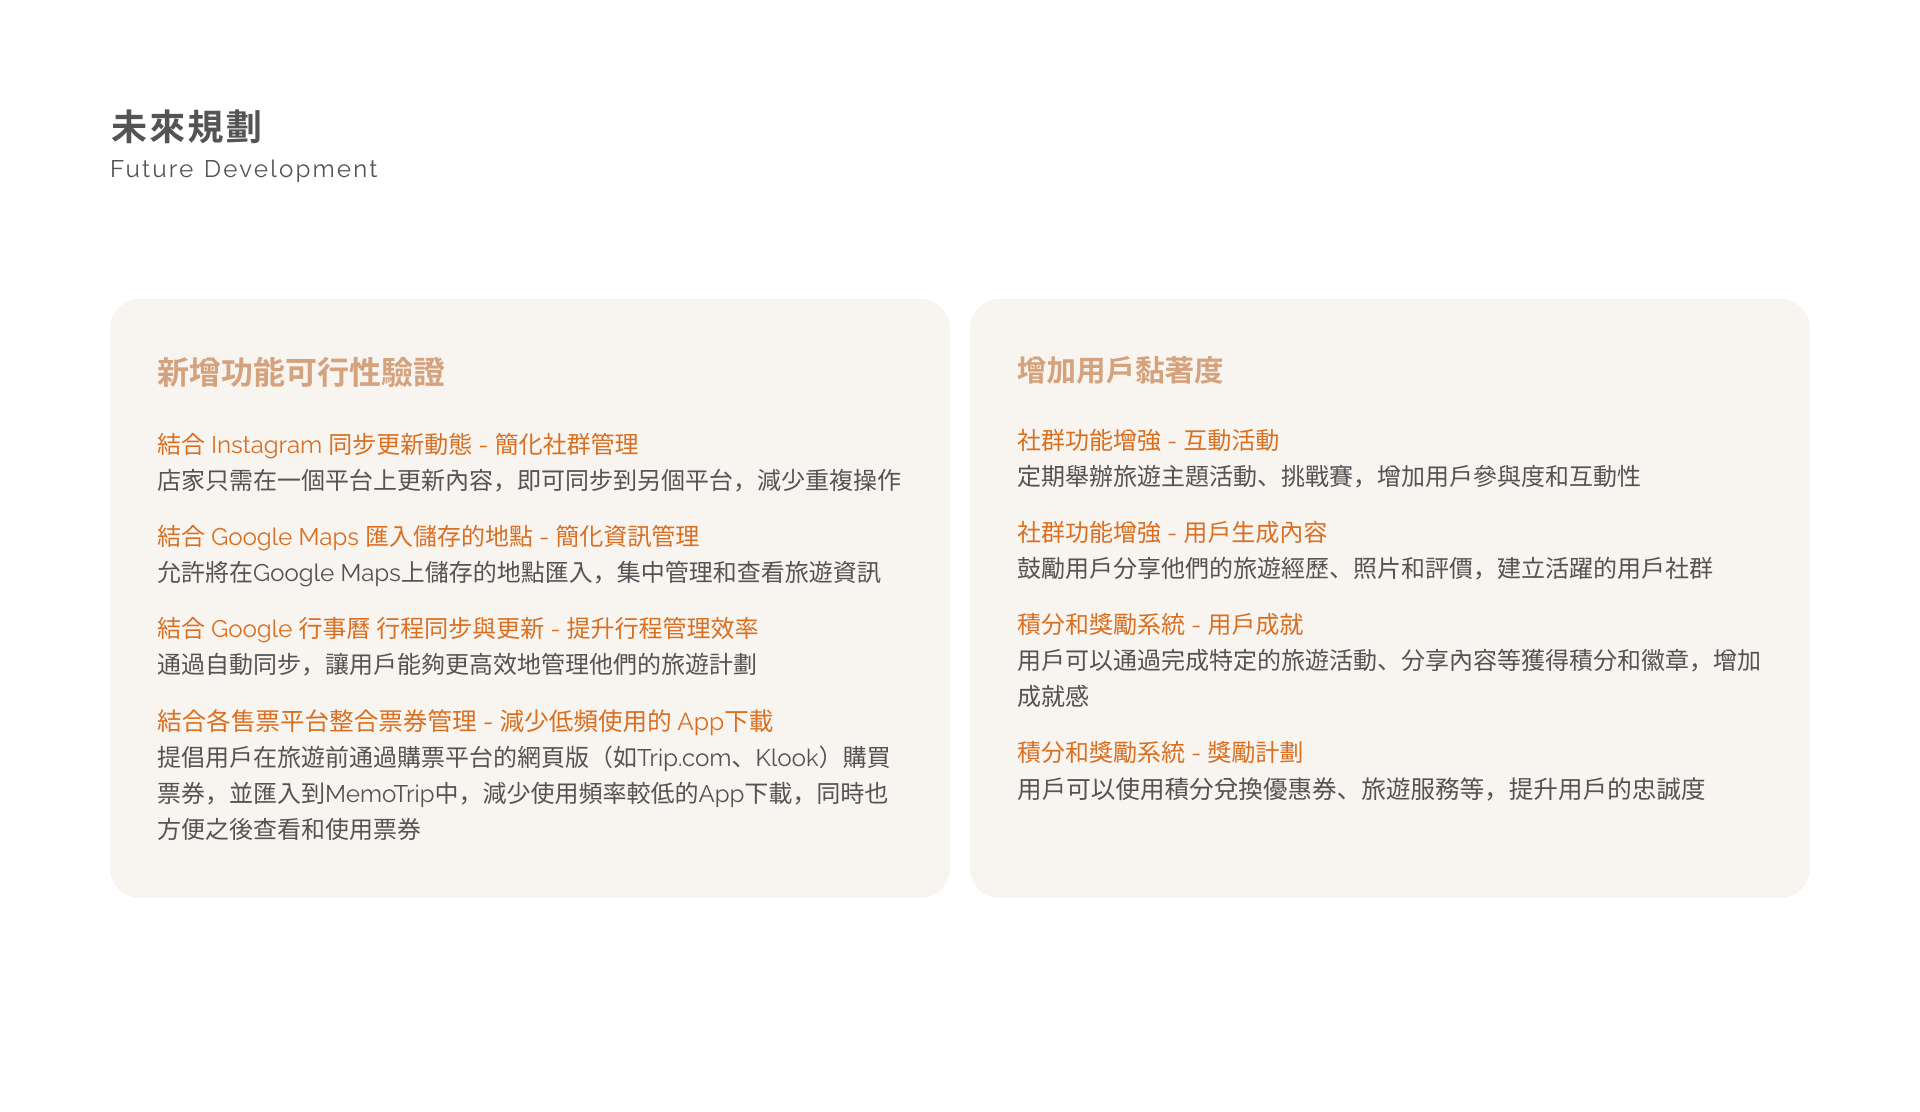 未來規劃
Future Development
新增功能可行性驗證
結合 Instagram 同步更新動態 - 簡化社群管理
店家只需在一個平台上更新內容，即可同步到另個平台，減少重複操作
結合 Google Maps 匯入儲存的地點 - 簡化資訊管理
允許將在Google Maps上儲存的地點匯入，集中管理和查看旅遊資訊
結合 Google 行事曆 行程同步與更新 - 提升行程管理效率
通過自動同步，讓用戶能夠更高效地管理他們的旅遊計劃
結合各售票平台整合票券管理 - 減少低頻使用的 App下載
提倡用戶在旅遊前通過購票平台的網頁版（如Trip.com、Klook）購買
票券，並匯入到MemoTrip中，減少使用頻率較低的App下載，同時也
方便之後查看和使用票券
增加用戶黏著度
社群功能增強 - 互動活動
定期舉辦旅遊主題活動、挑戰賽，增加用戶參與度和互動性
社群功能增強 - 用戶生成內容
鼓勵用戶分享他們的旅遊經歷、照片和評價，建立活躍的用戶社群
積分和獎勵系統 - 用戶成就
用戶可以通過完成特定的旅遊活動、分享內容等獲得積分和徽章，增加
成就感
積分和獎勵系統 - 獎勵計劃
用戶可以使用積分兌換優惠券、旅遊服務等，提升用戶的忠誠度